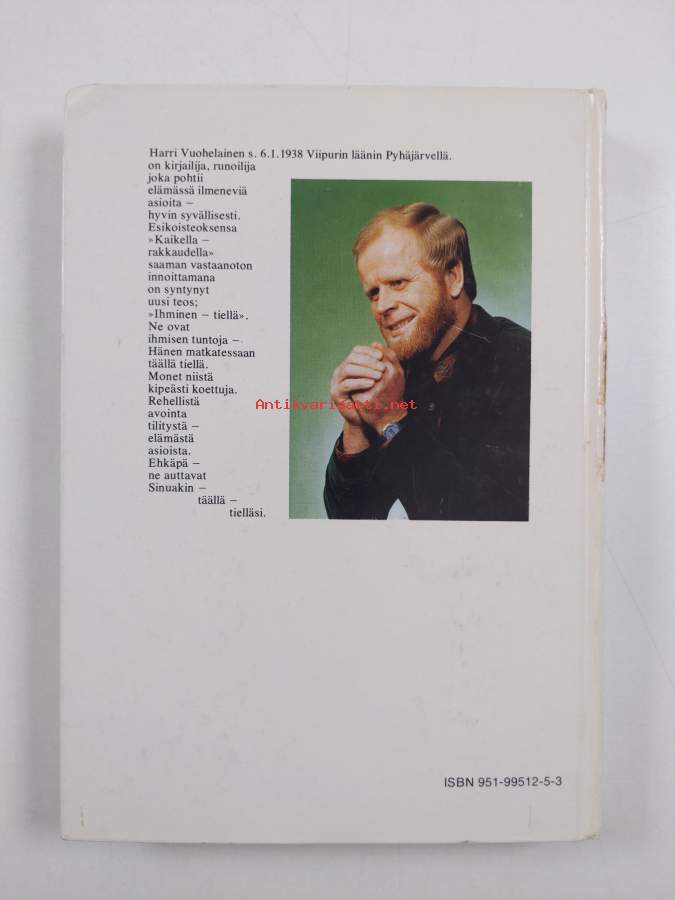 Harri Vuohelainen s. 6.1.1938 Viipurin läänin Pyhäjärvellä.
on kirjailija, runoilija
joka pohtii
elämässä ilmeneviä
asioita –
hyvin syvällisesti.
Esikoisteoksensa
»Kaikella –
rakkaudella»
saaman vastaanoton
innoittamana
on syntynyt
uusi teos;
»Ihminen – tiellä».
Ne ovat
ihmisen tuntoja –
Hänen matkatessaan
täällä tiellä.
Monet niistä
kipeästi koettuja.
Rehellistä
avointa
tilitystä –
elämästä
asioista.
Ehkäpä –
ne auttavat
Sinuakin –
täällä –
tielläsi.
Antikvarisaatti.net
ISBN 951-99512-5-3